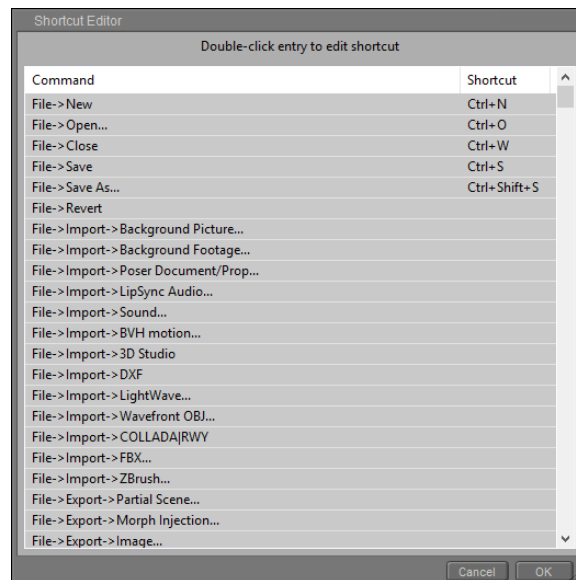 Shortcut Editor
Double-click entry to edit shortcut
Command Shortcut
File->New Ctrl+N
File->Open... Ctrl+O
File->Close Ctrl+W
File->Save Ctrl+S
File->Save As... Ctrl+Shift+S
File->Revert
File->Import->Background Picture...
File->Import->Background Footage...
File->Import->Poser Document/Prop...
File->Import->LipSync Audio...
File->Import->Sound...
File->Import->BVH motion...
File->Import->3D Studio
File->Import->DXF
File->Import->LightWave...
File->Import->Wavefront OBJ...
File->Import->COLLADA|RWY
File->Import->FBX...
File->Import->ZBrush...
File->Export->Partial Scene...
File->Export->Morph Injection...
File->Export->Image...
Cancel OK